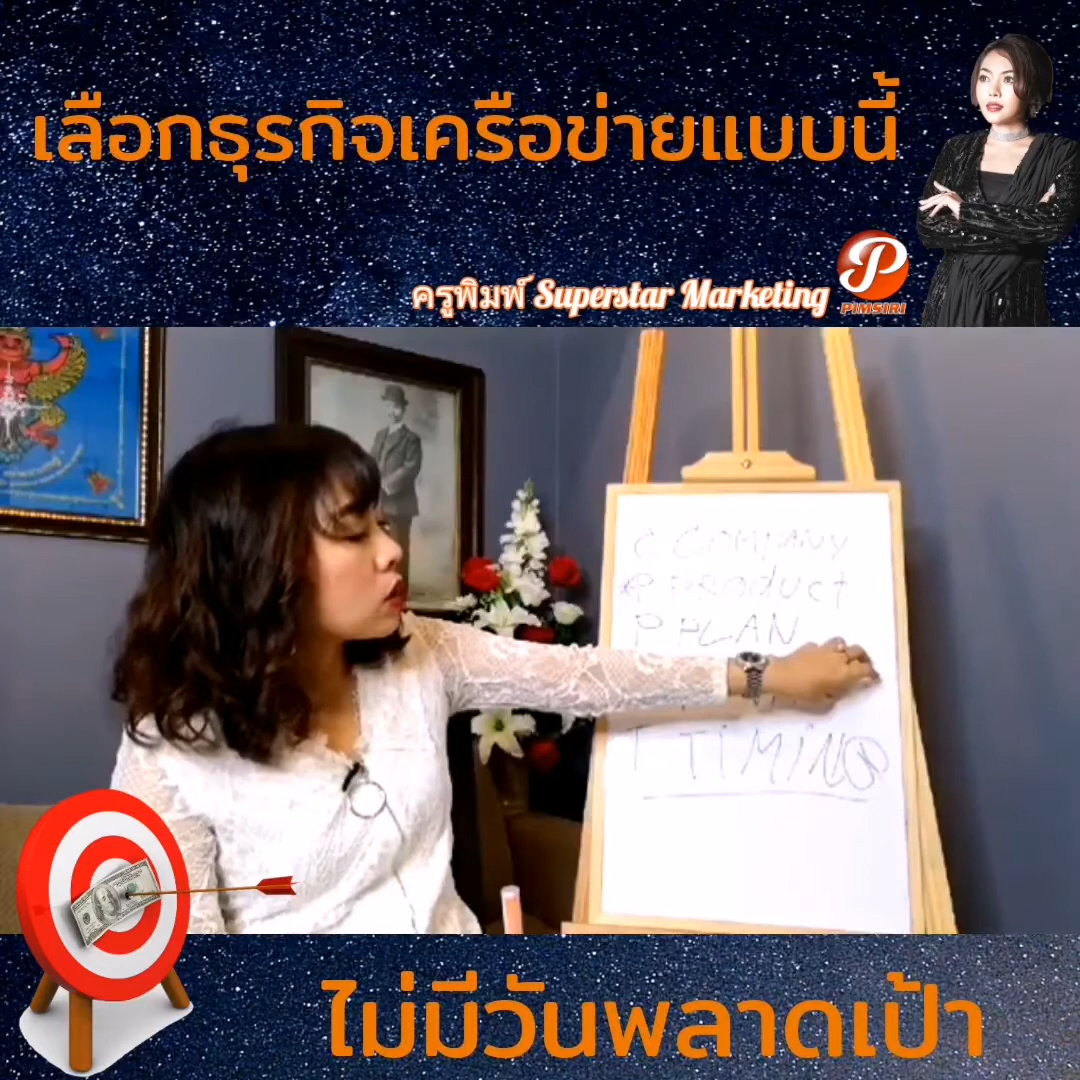 เลือกธุรกิจเครือข่ายแบบนี้
ครูพิมพ์ Superstar Marketing
P
PIMSIRI
C COMPANY
P PRODUCT
P PLAN
T TIMING
ไม่มีวันพลาดเป้า